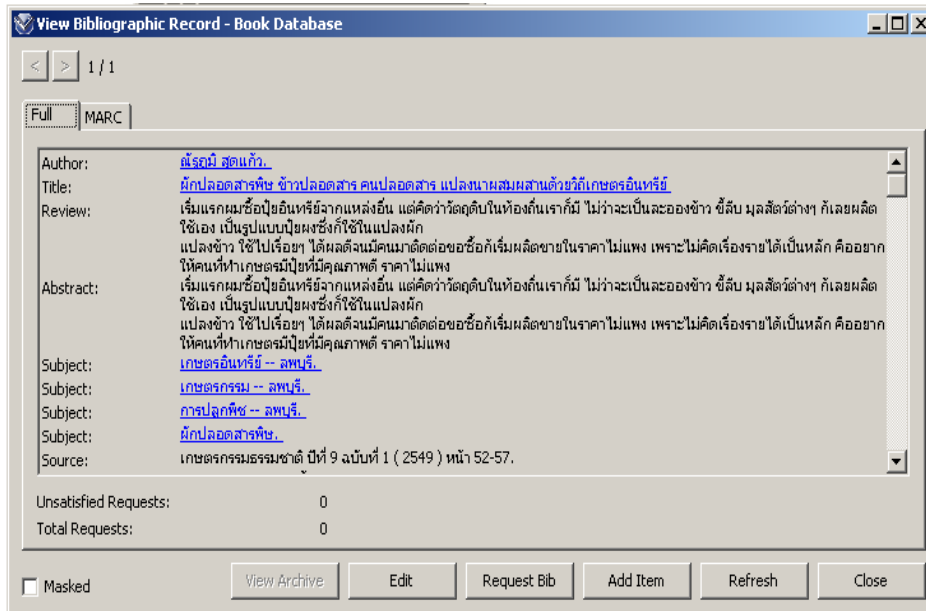 View Bibliographic Record - Book Database
< > 1 / 1
Full MARC
Author: ณัฐภูมิ สุดแก้ว.
Title: ผักปลอดสารพิษ ข้าวปลอดสาร คนปลอดสาร แปลงนาผสมผสานด้วยวิถีเกษตรอินทรีย์
Review: เริ่มแรกผมซื้อปุ๋ยอินทรีย์จากแหล่งอื่น แต่คิดว่าวัตถุดิบในท้องถิ่นเราก็มี ไม่ว่าจะเป็นละอองข้าว ขี้ลีบ มูลสัตว์ต่างๆ ก็เลยผลิต
ใช้เอง เป็นรูปแบบปุ๋ยผงซึ่งก็ใช้ในแปลงผัก
แปลงข้าว ใช้ไปเรื่อยๆ ได้ผลดีจนมีคนมาติดต่อขอซื้อก็เริ่มผลิตขายในราคาไม่แพง เพราะไม่คิดเรื่องรายได้เป็นหลัก คืออยาก
ให้คนที่ทำเกษตรมีปุ๋ยที่มีคุณภาพดี ราคาไม่แพง
Abstract: เริ่มแรกผมซื้อปุ๋ยอินทรีย์จากแหล่งอื่น แต่คิดว่าวัตถุดิบในท้องถิ่นเราก็มี ไม่ว่าจะเป็นละอองข้าว ขี้ลีบ มูลสัตว์ต่างๆ ก็เลยผลิต
ใช้เอง เป็นรูปแบบปุ๋ยผงซึ่งก็ใช้ในแปลงผัก
แปลงข้าว ใช้ไปเรื่อยๆ ได้ผลดีจนมีคนมาติดต่อขอซื้อก็เริ่มผลิตขายในราคาไม่แพง เพราะไม่คิดเรื่องรายได้เป็นหลัก คืออยาก
ให้คนที่ทำเกษตรมีปุ๋ยที่มีคุณภาพดี ราคาไม่แพง
Subject: เกษตรอินทรีย์ -- ลพบุรี.
Subject: เกษตรกรรม -- ลพบุรี.
Subject: การปลูกพืช -- ลพบุรี.
Subject: ผักปลอดสารพิษ.
Source: เกษตรกรรมธรรมชาติ ปีที่ 9 ฉบับที่ 1 ( 2549 ) หน้า 52-57.
Unsatisfied Requests: 0
Total Requests: 0
Masked View Archive Edit Request Bib Add Item Refresh Close